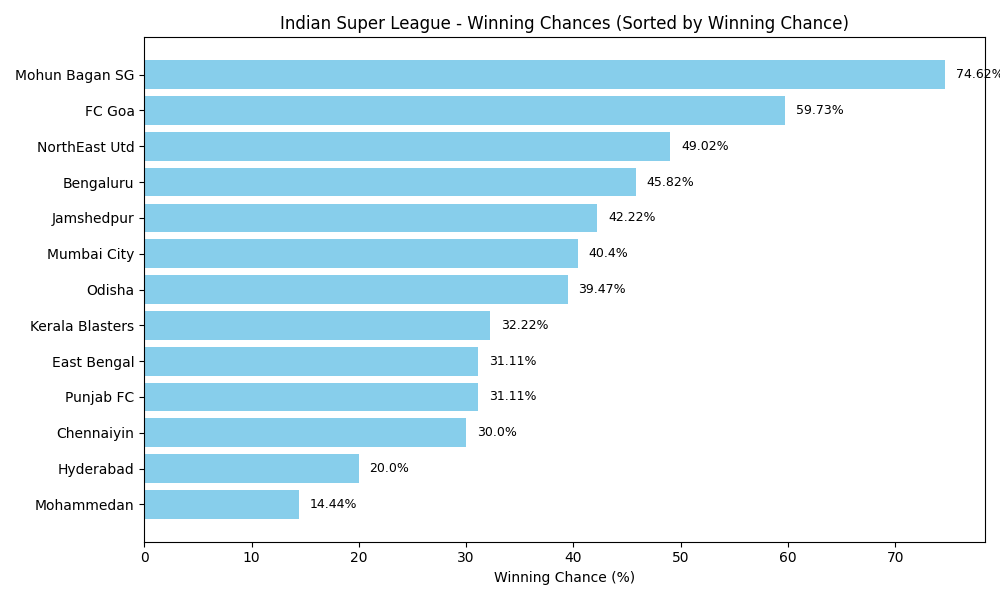 Indian Super League - Winning Chances (Sorted by Winning Chance)
Mohun Bagan SG 74.62%
FC Goa 59.73%
NorthEast Utd 49.02%
Bengaluru 45.82%
Jamshedpur 42.22%
Mumbai City 40.4%
Odisha 39.47%
Kerala Blasters 32.22%
East Bengal 31.11%
Punjab FC 31.11%
Chennaiyin 30.0%
Hyderabad 20.0%
Mohammedan 14.44%
0 10 20 30 40 50 60 70
Winning Chance (%)